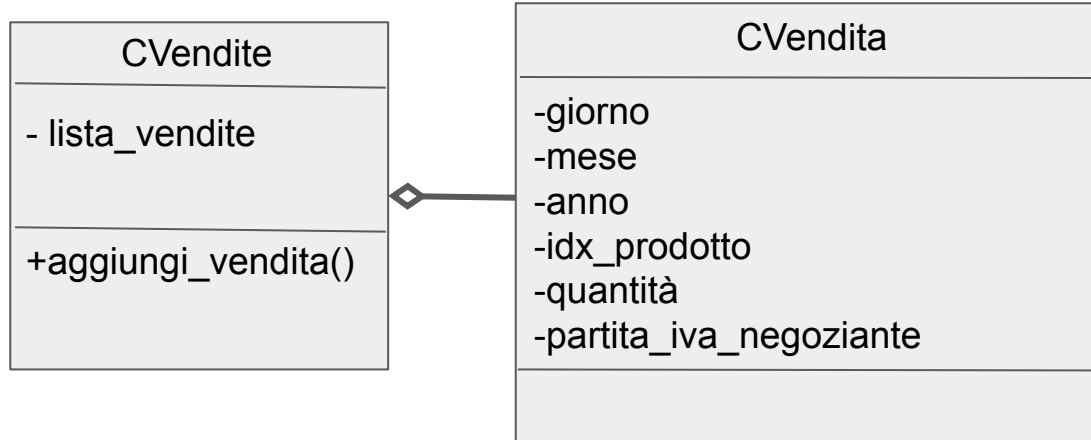 CVendite
- lista_vendite
+aggiungi_vendita()
CVendita
-giorno
-mese
-anno
-idx_prodotto
-quantità
-partita_iva_negoziante